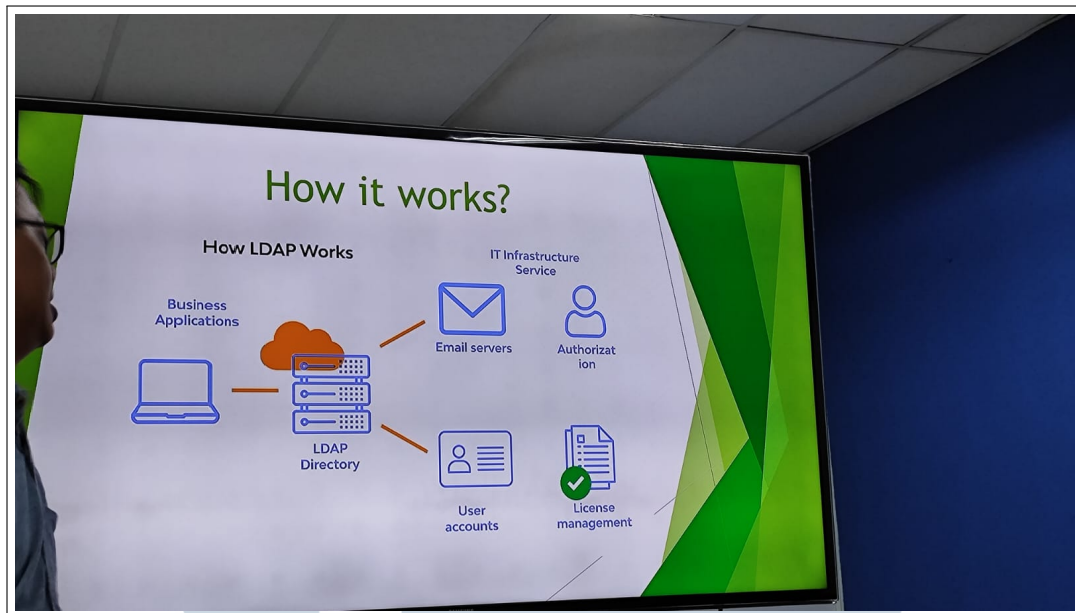 How it works?
How LDAP Works
IT Infrastructure
Service
Business
Applications
Email servers
Authorizat
ion
LDAP
Directory
User
accounts
License
management